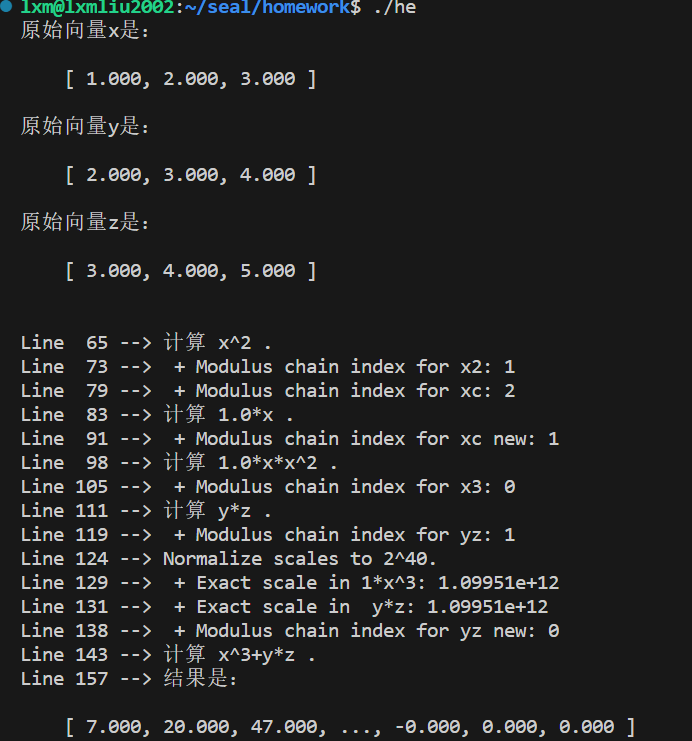 lxm@lxmliu2002:~/seal/homework$ ./he
原始向量x是：
[ 1.000, 2.000, 3.000 ]
原始向量y是：
[ 2.000, 3.000, 4.000 ]
原始向量z是：
[ 3.000, 4.000, 5.000 ]
Line  65 --> 计算 x^2 .
Line  73 -->  + Modulus chain index for x2: 1
Line  79 -->  + Modulus chain index for xc: 2
Line  83 --> 计算 1.0*x .
Line  91 -->  + Modulus chain index for xc new: 1
Line  98 --> 计算 1.0*x*x^2 .
Line 105 -->  + Modulus chain index for x3: 0
Line 111 --> 计算 y*z .
Line 119 -->  + Modulus chain index for yz: 1
Line 124 --> Normalize scales to 2^40.
Line 129 -->  + Exact scale in 1*x^3: 1.09951e+12
Line 131 -->  + Exact scale in  y*z: 1.09951e+12
Line 138 -->  + Modulus chain index for yz new: 0
Line 143 --> 计算 x^3+y*z .
Line 157 --> 结果是：
[ 7.000, 20.000, 47.000, ..., -0.000, 0.000, 0.000 ]